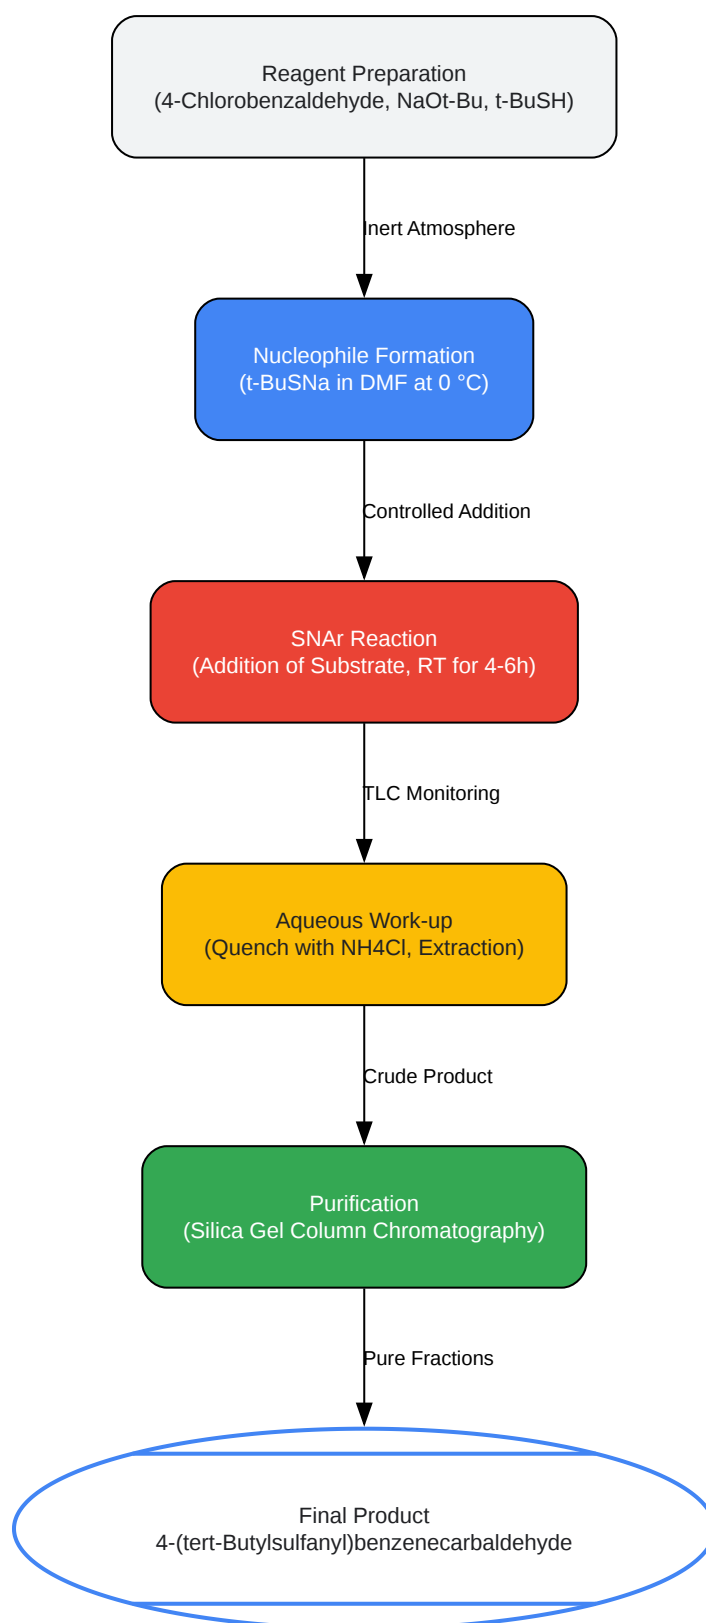 Reagent Preparation
(4-Chlorobenzaldehyde, NaOt-Bu, t-BuSH)
Inert Atmosphere
Nucleophile Formation
(t-BuSNa in DMF at 0 °C)
Controlled Addition
SNAr Reaction
(Addition of Substrate, RT for 4-6h)
TLC Monitoring
Aqueous Work-up
(Quench with NH4Cl, Extraction)
Crude Product
Purification
(Silica Gel Column Chromatography)
Pure Fractions
Final Product
4-(tert-Butylsulfanyl)benzenecarbaldehyde